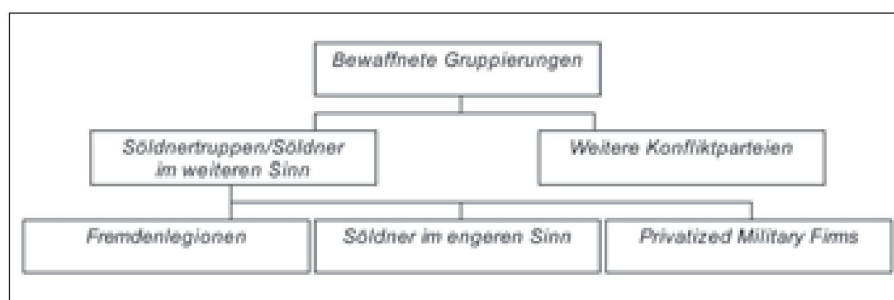 Bewaffnete Gruppierungen
Söldnertruppen/Söldner
im weiteren Sinn
Weitere Konfliktparteien
Fremdenlegionen
Söldner im engeren Sinn
Privatized Military Firms